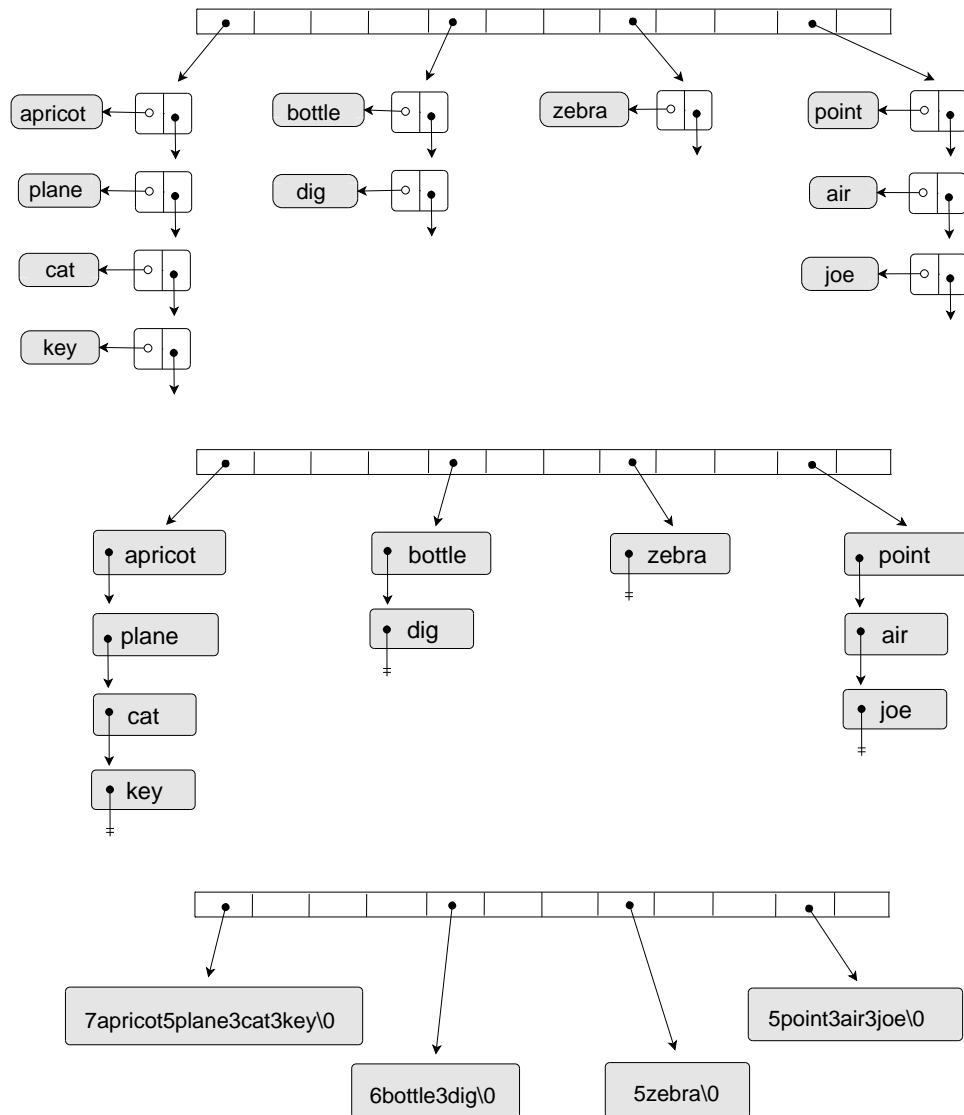 apricot bottle zebra point
plane dig air
cat joe
key
apricot bottle zebra point
plane dig air
cat joe
key
7apricot5plane3cat3key\0 5point3air3joe\0
6bottle3dig\0 5zebra\0